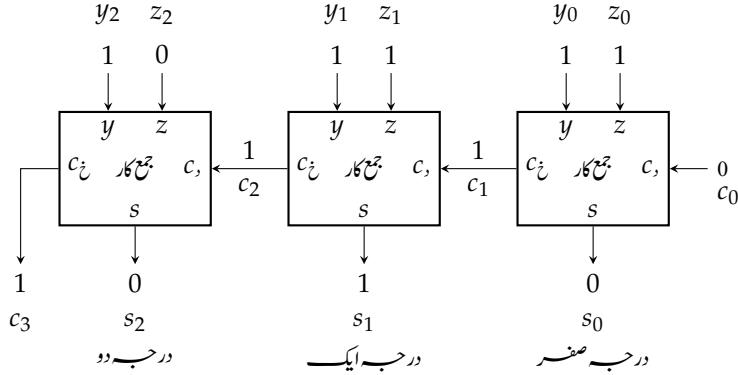 y₂ z₂ y₁ z₁ y₀ z₀
1 0 1 1 1 1
y z y z y z
c خ جمع کار c د 1 c خ جمع کار c د 1 c خ جمع کار c د 0
c₂ c₁ c₀
s s s
1 0 1 0
c₃ s₂ s₁ s₀
درجہ دو درجہ ایک درجہ صفر